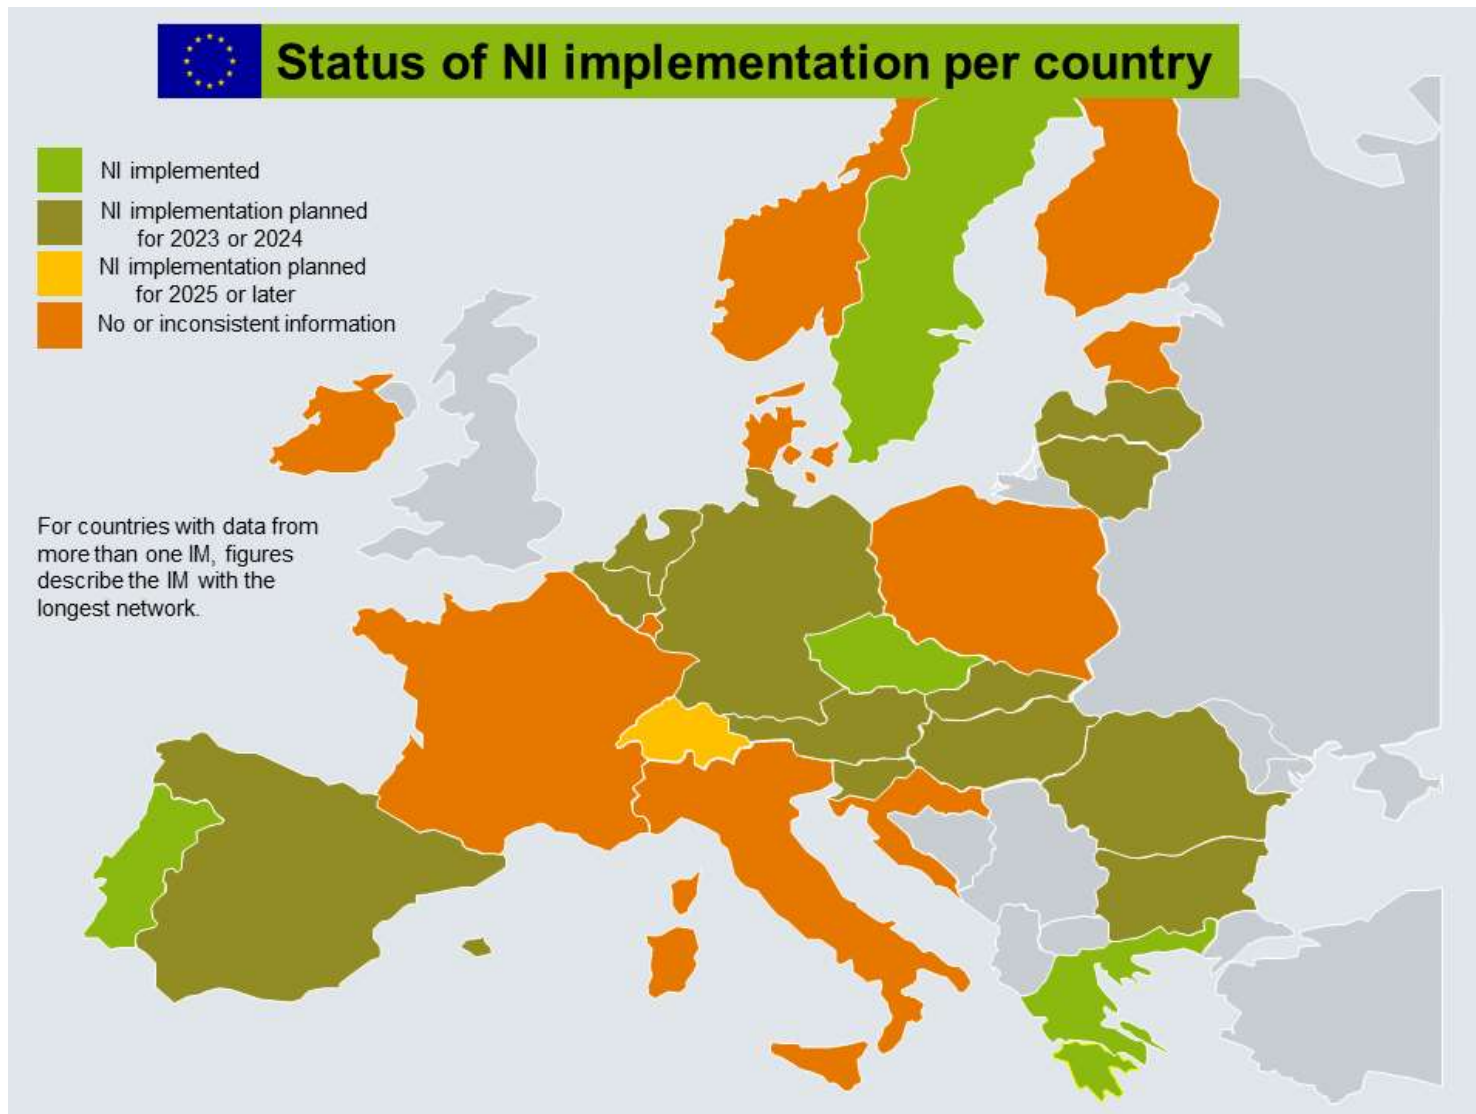 Status of NI implementation per country
NI implemented
NI implementation planned
for 2023 or 2024
NI implementation planned
for 2025 or later
No or inconsistent information
For countries with data from
more than one IM, figures
describe the IM with the
longest network.